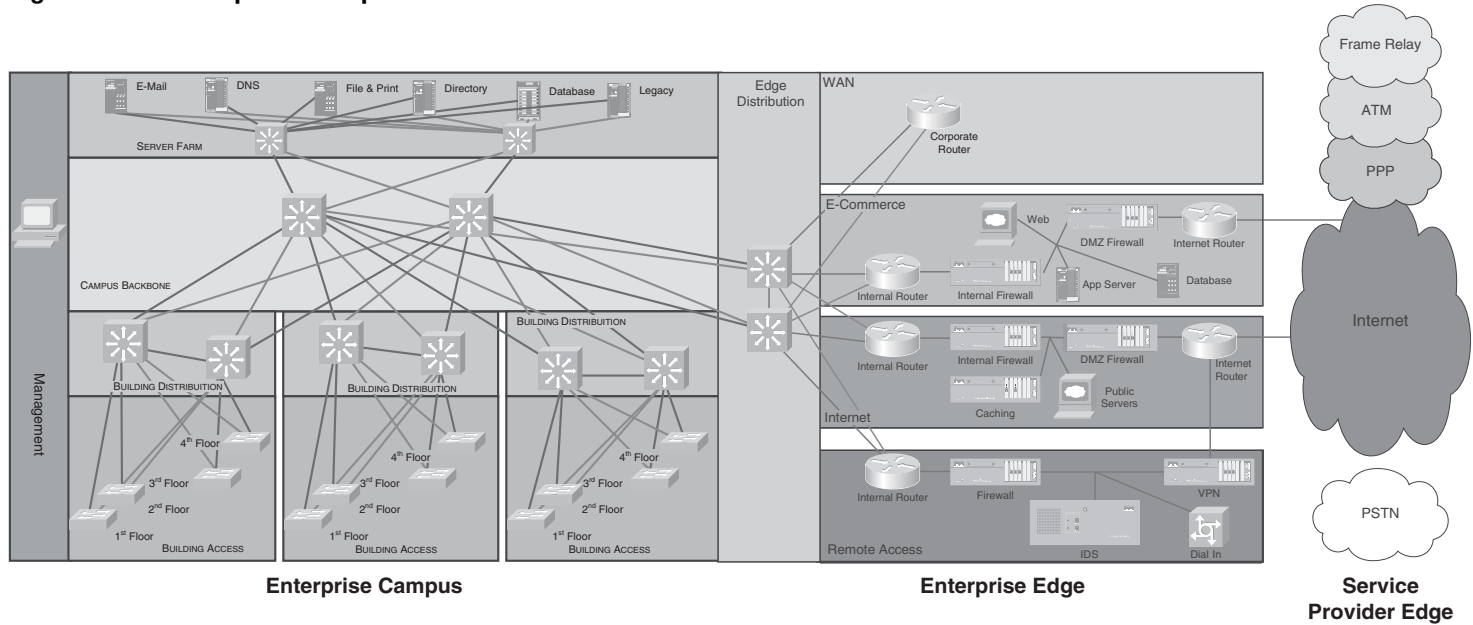 E-Mail
DNS
File & Print
Directory
Database
Legacy
SERVER FARM
CAMPUS BACKBONE
Management
BUILDING DISTRIBUTION
BUILDING DISTRIBUTION
BUILDING DISTRIBUTION
4th Floor
3rd Floor
2nd Floor
1st Floor
BUILDING ACCESS
4th Floor
3rd Floor
2nd Floor
1st Floor
BUILDING ACCESS
4th Floor
3rd Floor
2nd Floor
1st Floor
BUILDING ACCESS
Enterprise Campus
Edge
Distribution
WAN
Corporate
Router
E-Commerce
Web
DMZ Firewall
Internet Router
Internal Router
Internal Firewall
App Server
Database
Internal Router
Internal Firewall
DMZ Firewall
Internet
Router
Caching
Public
Servers
Internet
Internal Router
Firewall
VPN
IDS
Dial In
Remote Access
Enterprise Edge
Frame Relay
ATM
PPP
Internet
PSTN
Service
Provider Edge